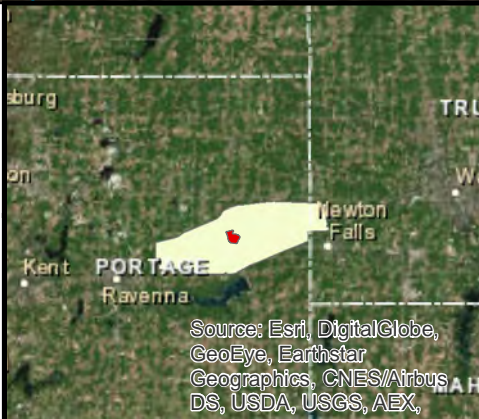 sburg
TRU
on
W
Newton
Falls
Kent
PORTAGE
Ravenna
Source: Esri, DigitalGlobe,
GeoEye, Earthstar
Geographics, CNES/Airbus
DS, USDA, USGS, AEX,
MAH